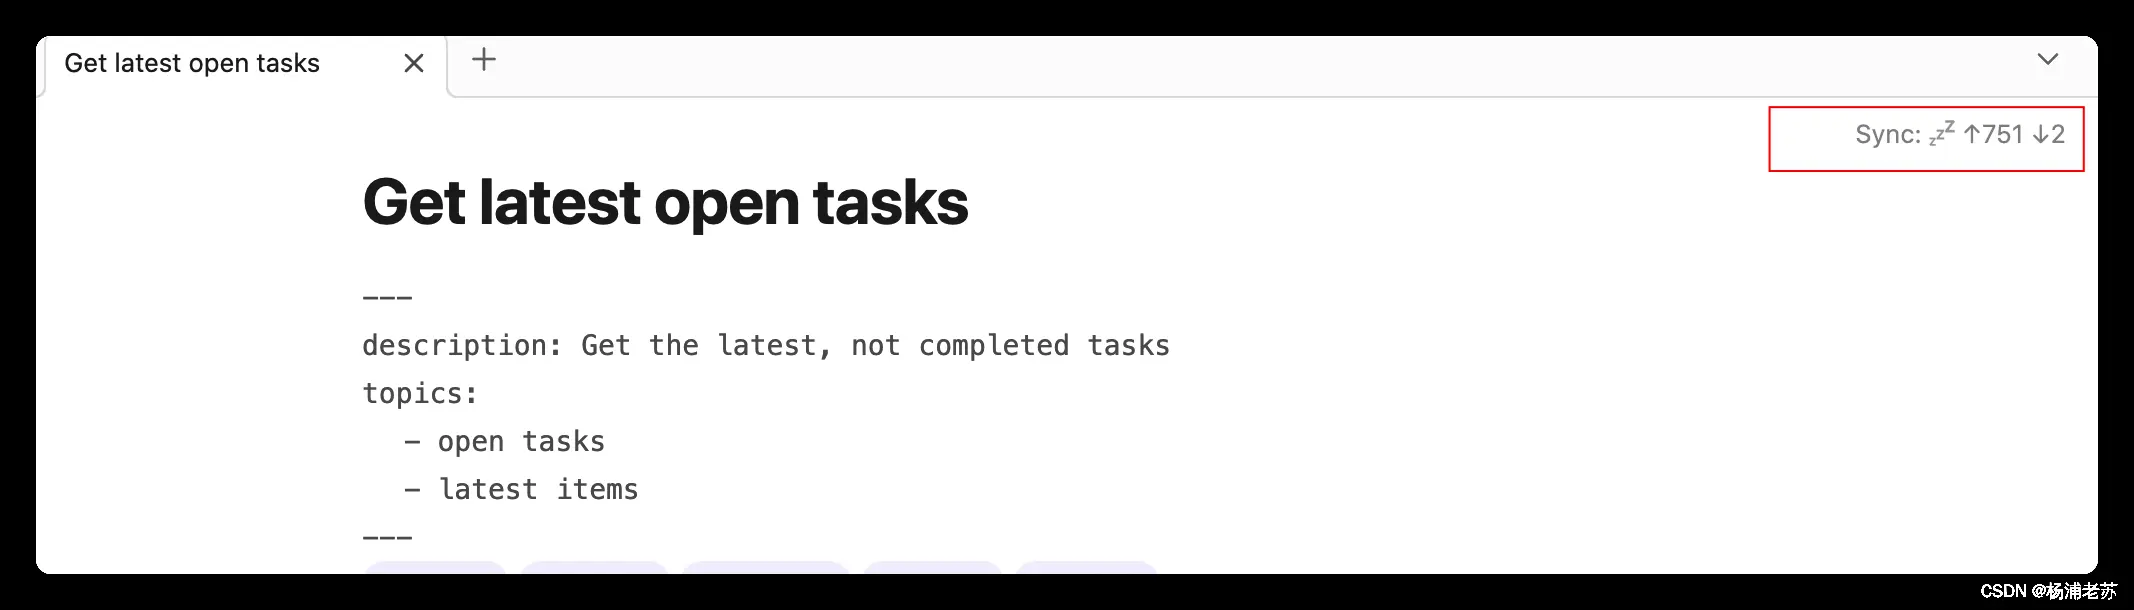 Get latest open tasks
Sync: zzZ ↑751 ↓2
Get latest open tasks
---
description: Get the latest, not completed tasks
topics:
- open tasks
- latest items
---
CSDN @杨浦老苏